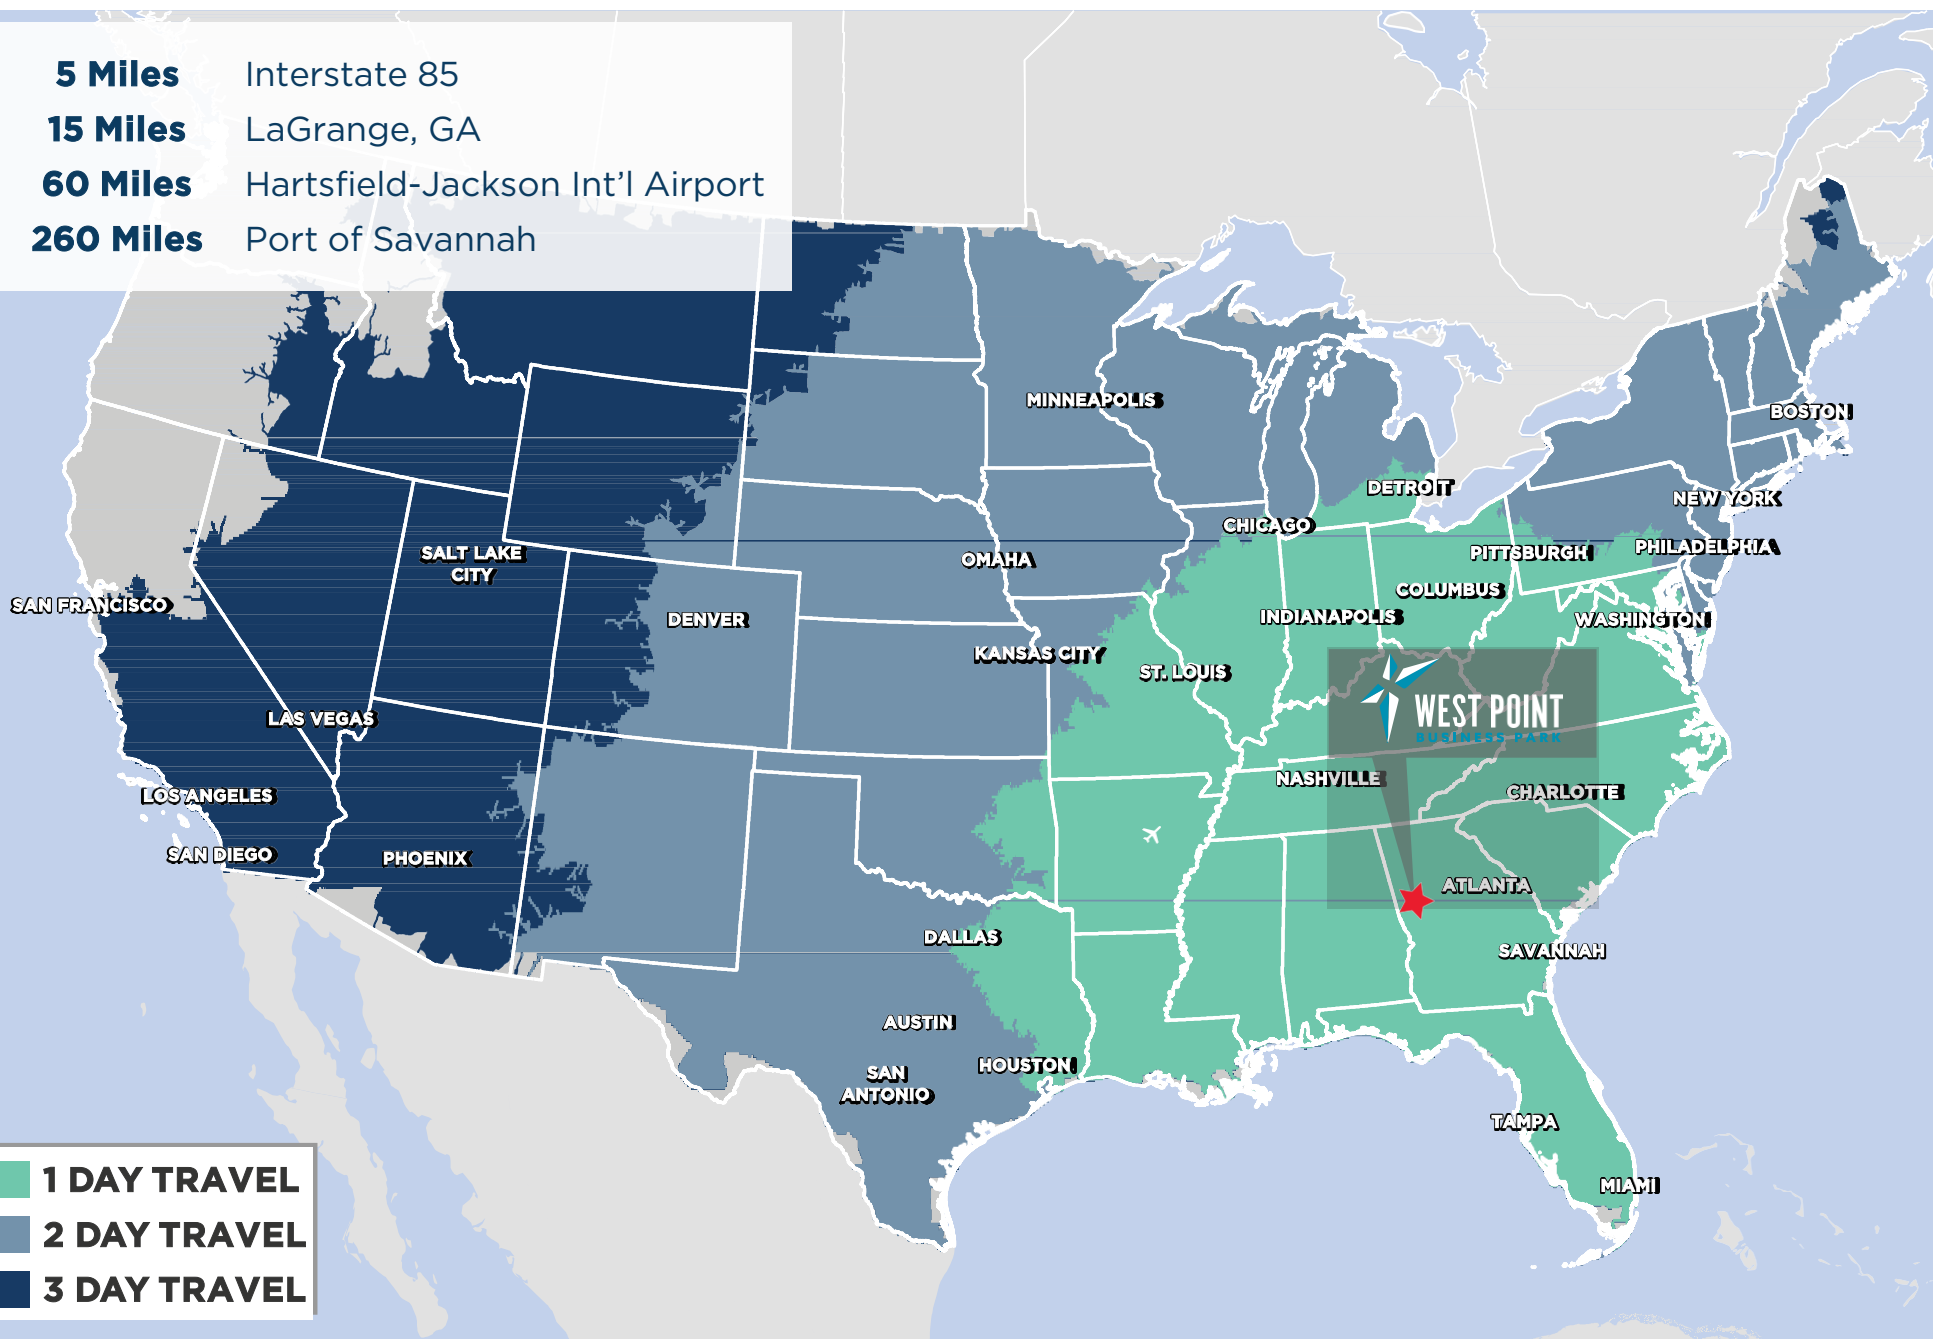 5 Miles Interstate 85
15 Miles LaGrange, GA
60 Miles Hartsfield-Jackson Int'l Airport
260 Miles Port of Savannah
MINNEAPOLIS
BOSTON
DETROIT
NEW YORK
CHICAGO
SALT LAKE
CITY
OMAHA
PITTSBURGH
PHILADELPHIA
COLUMBUS
SAN FRANCISCO
DENVER
INDIANAPOLIS
WASHINGTON
KANSAS CITY
ST. LOUIS
LAS VEGAS
WEST POINT
BUSINESS PARK
NASHVILLE
CHARLOTTE
LOS ANGELES
SAN DIEGO
PHOENIX
ATLANTA
DALLAS
SAVANNAH
AUSTIN
HOUSTON
SAN
ANTONIO
TAMPA
MIAMI
1 DAY TRAVEL
2 DAY TRAVEL
3 DAY TRAVEL